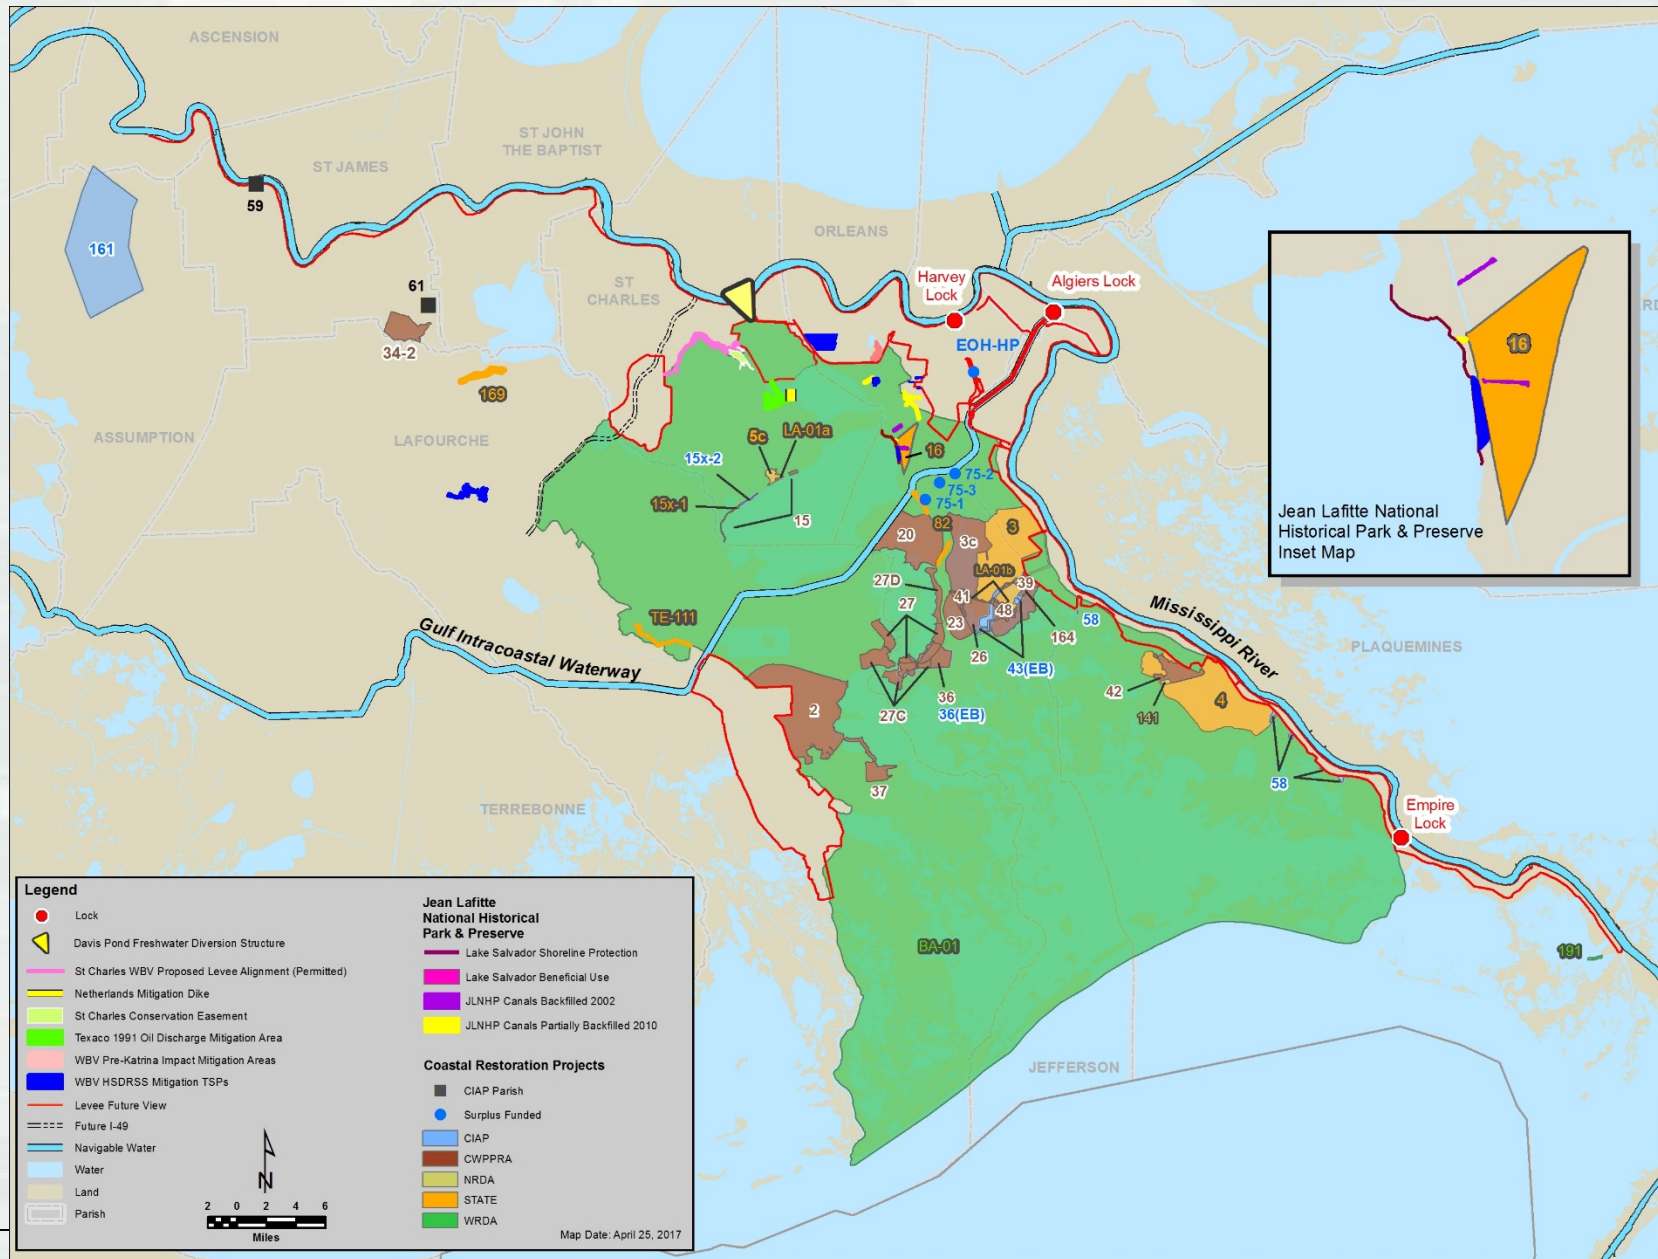 ASCENSION
ST JOHN
THE BAPTIST
ST JAMES
59
161
ORLEANS
Harvey
Lock
Algiers Lock
ST
CHARLES
61
34-2
EOH-HP
169
ASSUMPTION
LAFOURCHE
5c
LA-01a
15x-2
16
75-2
75-3
75-1
15x-1
15
82
20
3c
3
LA-01b
27D
39
41
27
48
23
TE-111
58
164
26
43(EB)
Gulf Intracoastal Waterway
Mississippi River
PLAQUEMINES
36
42
2
27C
36(EB)
141
4
58
37
TERREBONNE
Empire
Lock
BA-01
191
JEFFERSON
16
Jean Lafitte National
Historical Park & Preserve
Inset Map
Legend
Lock
Davis Pond Freshwater Diversion Structure
St Charles WBV Proposed Levee Alignment (Permitted)
Netherlands Mitigation Dike
St Charles Conservation Easement
Texaco 1991 Oil Discharge Mitigation Area
WBV Pre-Katrina Impact Mitigation Areas
WBV HSDRSS Mitigation TSPs
Levee Future View
Future I-49
Navigable Water
Water
Land
Parish
N
2 0 2 4 6
Miles
Jean Lafitte
National Historical
Park & Preserve
Lake Salvador Shoreline Protection
Lake Salvador Beneficial Use
JLNHP Canals Backfilled 2002
JLNHP Canals Partially Backfilled 2010
Coastal Restoration Projects
CIAP Parish
Surplus Funded
CIAP
CWPPRA
NRDA
STATE
WRDA
Map Date: April 25, 2017